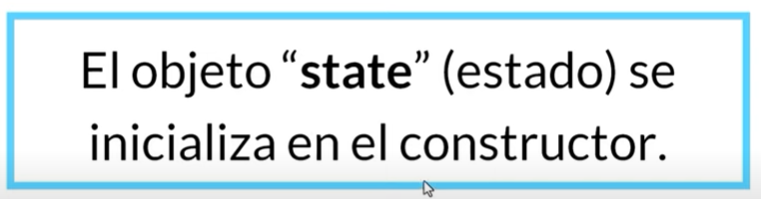 El objeto “state” (estado) se
inicializa en el constructor.